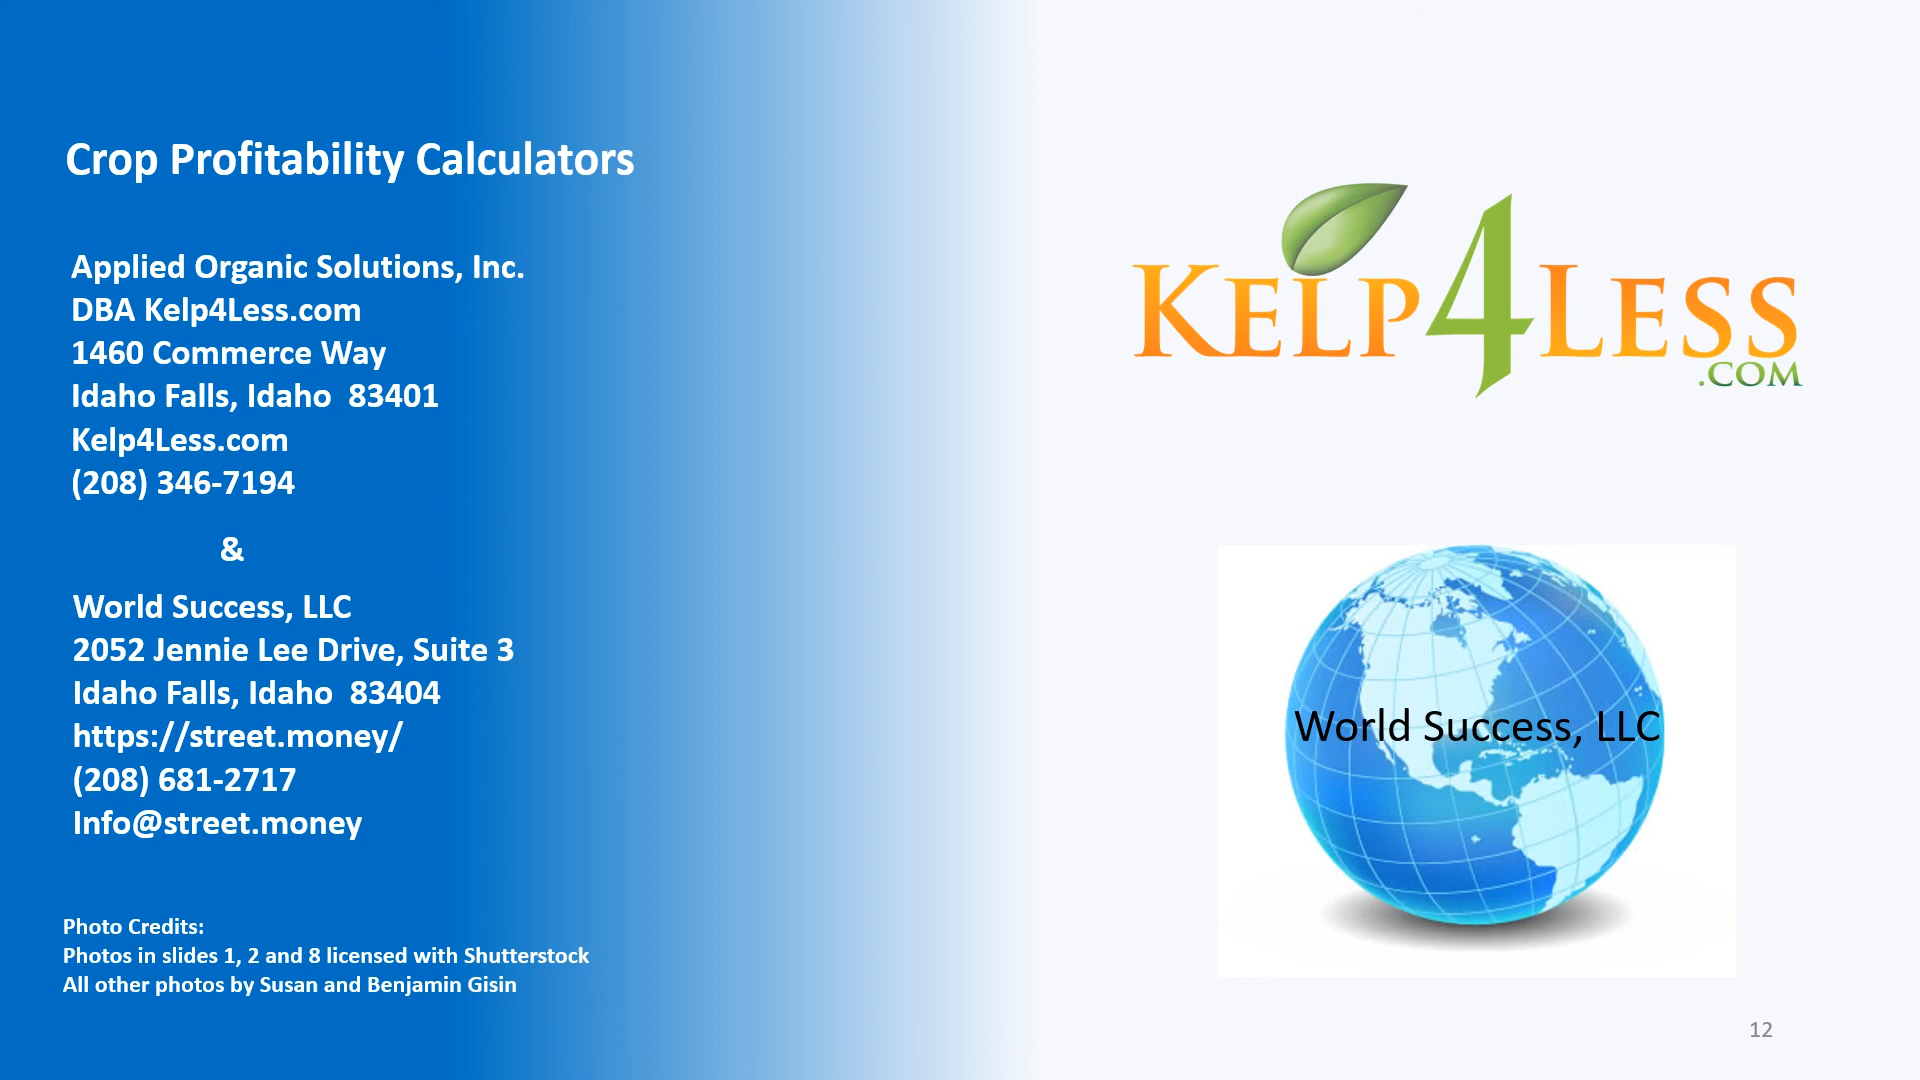 Crop Profitability Calculators
Applied Organic Solutions, Inc.
DBA Kelp4Less.com
1460 Commerce Way
Idaho Falls, Idaho  83401
Kelp4Less.com
(208) 346-7194
&
World Success, LLC
2052 Jennie Lee Drive, Suite 3
Idaho Falls, Idaho  83404
https://street.money/
(208) 681-2717
Info@street.money
Photo Credits:
Photos in slides 1, 2 and 8 licensed with Shutterstock
All other photos by Susan and Benjamin Gisin
KELP4LESS
.COM
World Success, LLC
12